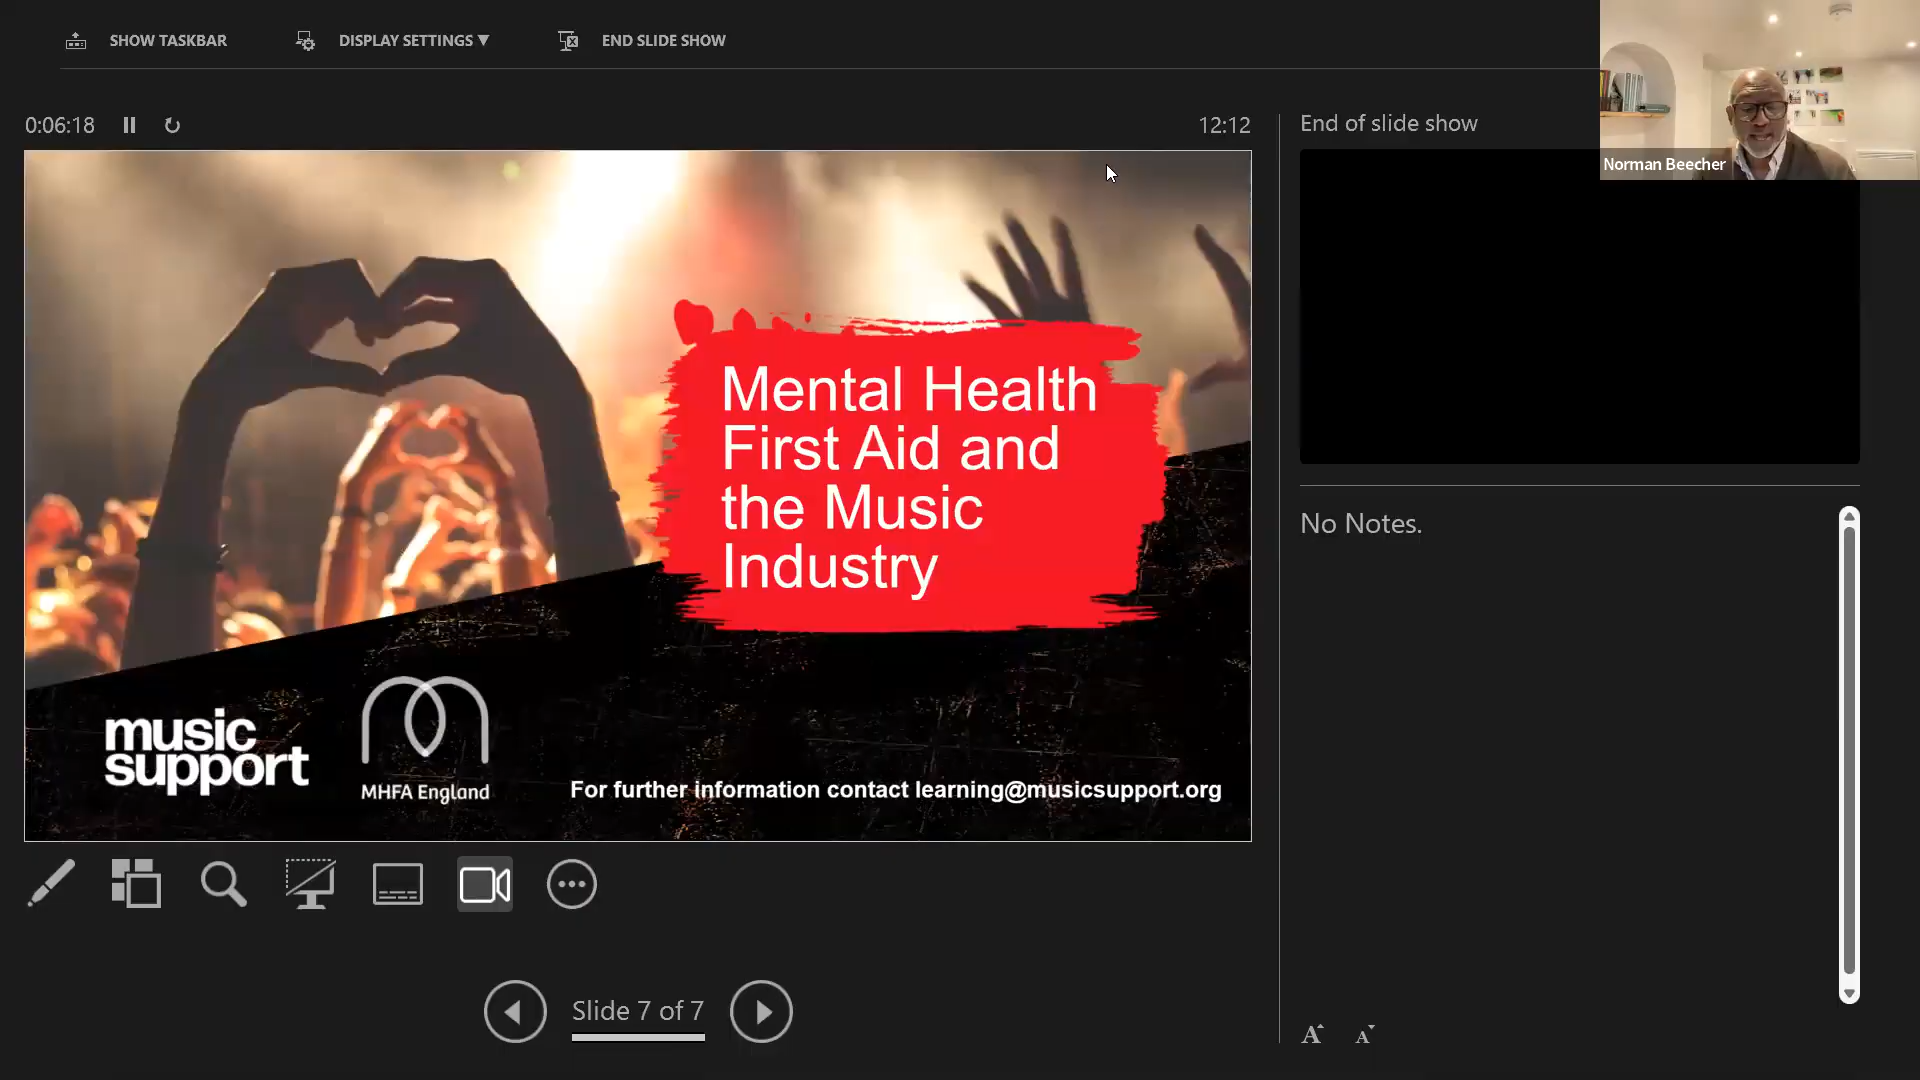 SHOW TASKBAR
DISPLAY SETTINGS ▼
END SLIDE SHOW
0:06:18
12:12
End of slide show
Norman Beecher
Mental Health
First Aid and
the Music
Industry
No Notes.
music
support
MHFA England
For further information contact learning@musicsupport.org
Slide 7 of 7
A A